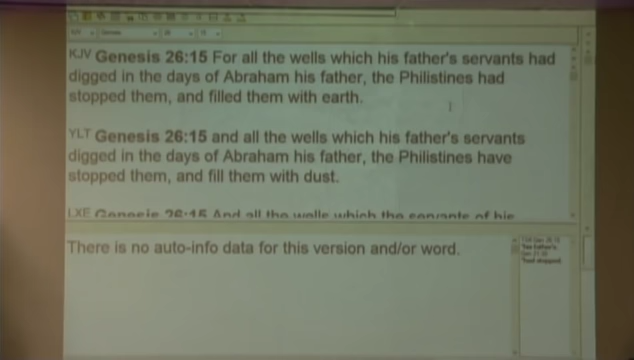 KJV Genesis 26:15 For all the wells which his father's servants had
digged in the days of Abraham his father, the Philistines had
stopped them, and filled them with earth.
YLT Genesis 26:15 and all the wells which his father's servants
digged in the days of Abraham his father, the Philistines have
stopped them, and fill them with dust.
LXE Genesis 26:15 And all the wells which the servants of his
There is no auto-info data for this version and/or word.